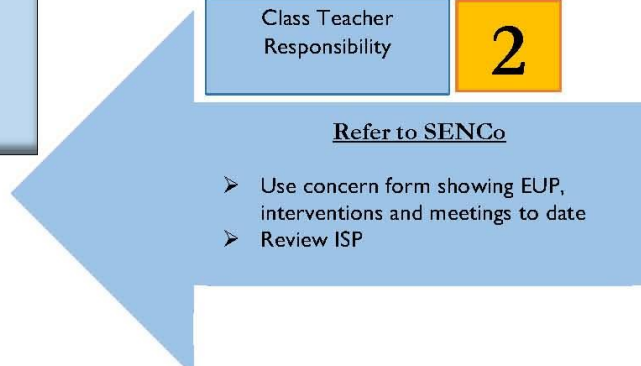 Class Teacher
Responsibility
2
Refer to SENCo
➤ Use concern form showing EUP,
interventions and meetings to date
➤ Review ISP